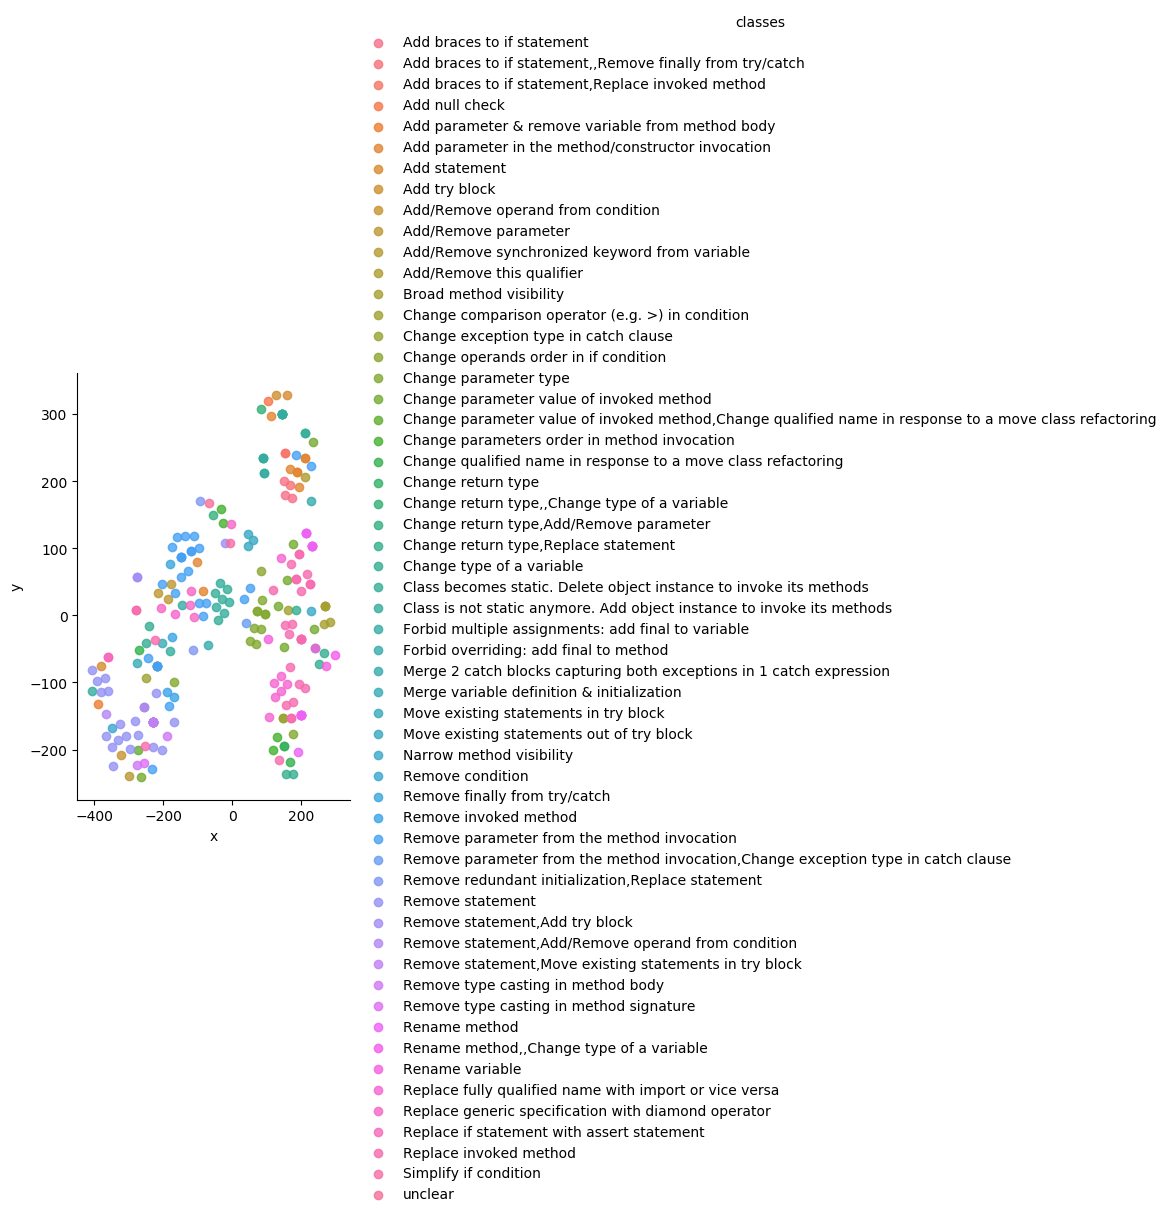 classes
Add braces to if statement
Add braces to if statement,,Remove finally from try/catch
Add braces to if statement,Replace invoked method
Add null check
Add parameter & remove variable from method body
Add parameter in the method/constructor invocation
Add statement
Add try block
Add/Remove operand from condition
Add/Remove parameter
Add/Remove synchronized keyword from variable
Add/Remove this qualifier
Broad method visibility
Change comparison operator (e.g. >) in condition
Change exception type in catch clause
Change operands order in if condition
Change parameter type
Change parameter value of invoked method
Change parameter value of invoked method,Change qualified name in response to a move class refactoring
Change parameters order in method invocation
Change qualified name in response to a move class refactoring
Change return type
Change return type,,Change type of a variable
Change return type,Add/Remove parameter
Change return type,Replace statement
Change type of a variable
Class becomes static. Delete object instance to invoke its methods
Class is not static anymore. Add object instance to invoke its methods
Forbid multiple assignments: add final to variable
Forbid overriding: add final to method
Merge 2 catch blocks capturing both exceptions in 1 catch expression
Merge variable definition & initialization
Move existing statements in try block
Move existing statements out of try block
Narrow method visibility
Remove condition
Remove finally from try/catch
Remove invoked method
Remove parameter from the method invocation
Remove parameter from the method invocation,Change exception type in catch clause
Remove redundant initialization,Replace statement
Remove statement
Remove statement,Add try block
Remove statement,Add/Remove operand from condition
Remove statement,Move existing statements in try block
Remove type casting in method body
Remove type casting in method signature
Rename method
Rename method,,Change type of a variable
Rename variable
Replace fully qualified name with import or vice versa
Replace generic specification with diamond operator
Replace if statement with assert statement
Replace invoked method
Simplify if condition
unclear
300
200
100
0
−100
−200
y
−400
−200
0
200
x